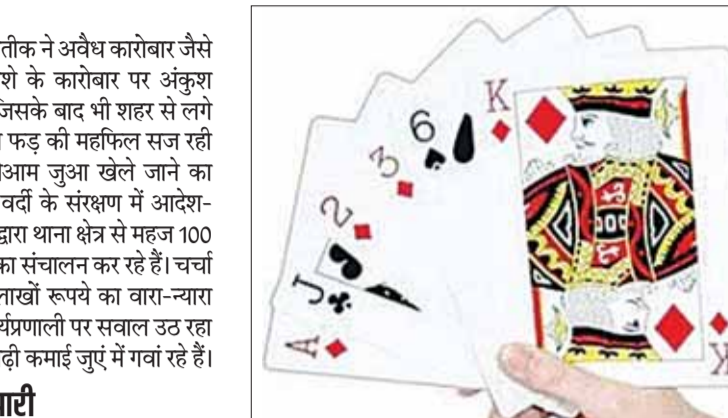 तीक ने अवैध कारोबार जैसे
शे के कारोबार पर अंकुश
जिसके बाद भी शहर से लगे
फड़ की महफिल सज रही
आम जुआ खेले जाने का
वर्दी के संरक्षण में आदेश-
द्वारा थाना क्षेत्र से महज 100
का संचालन कर रहे हैं। चर्चा
लाखों रूपये का वारा-न्यारा
र्यप्रणाली पर सवाल उठ रहा
ढ़ी कमाई जुएं में गवां रहे हैं।
ारी
K
6
3
2
J
A
K